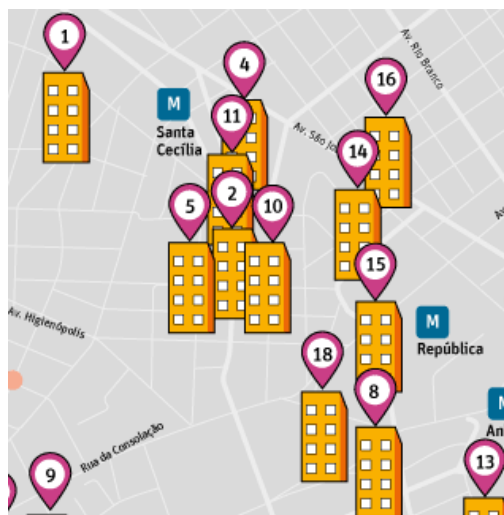 1
4
16
Av. Rio Branco
M
Santa
Cecília
11
Av. São Jo
14
5
2
10
15
M
República
Av. Higienópolis
18
8
M
An
Rua da Consolação
9
13